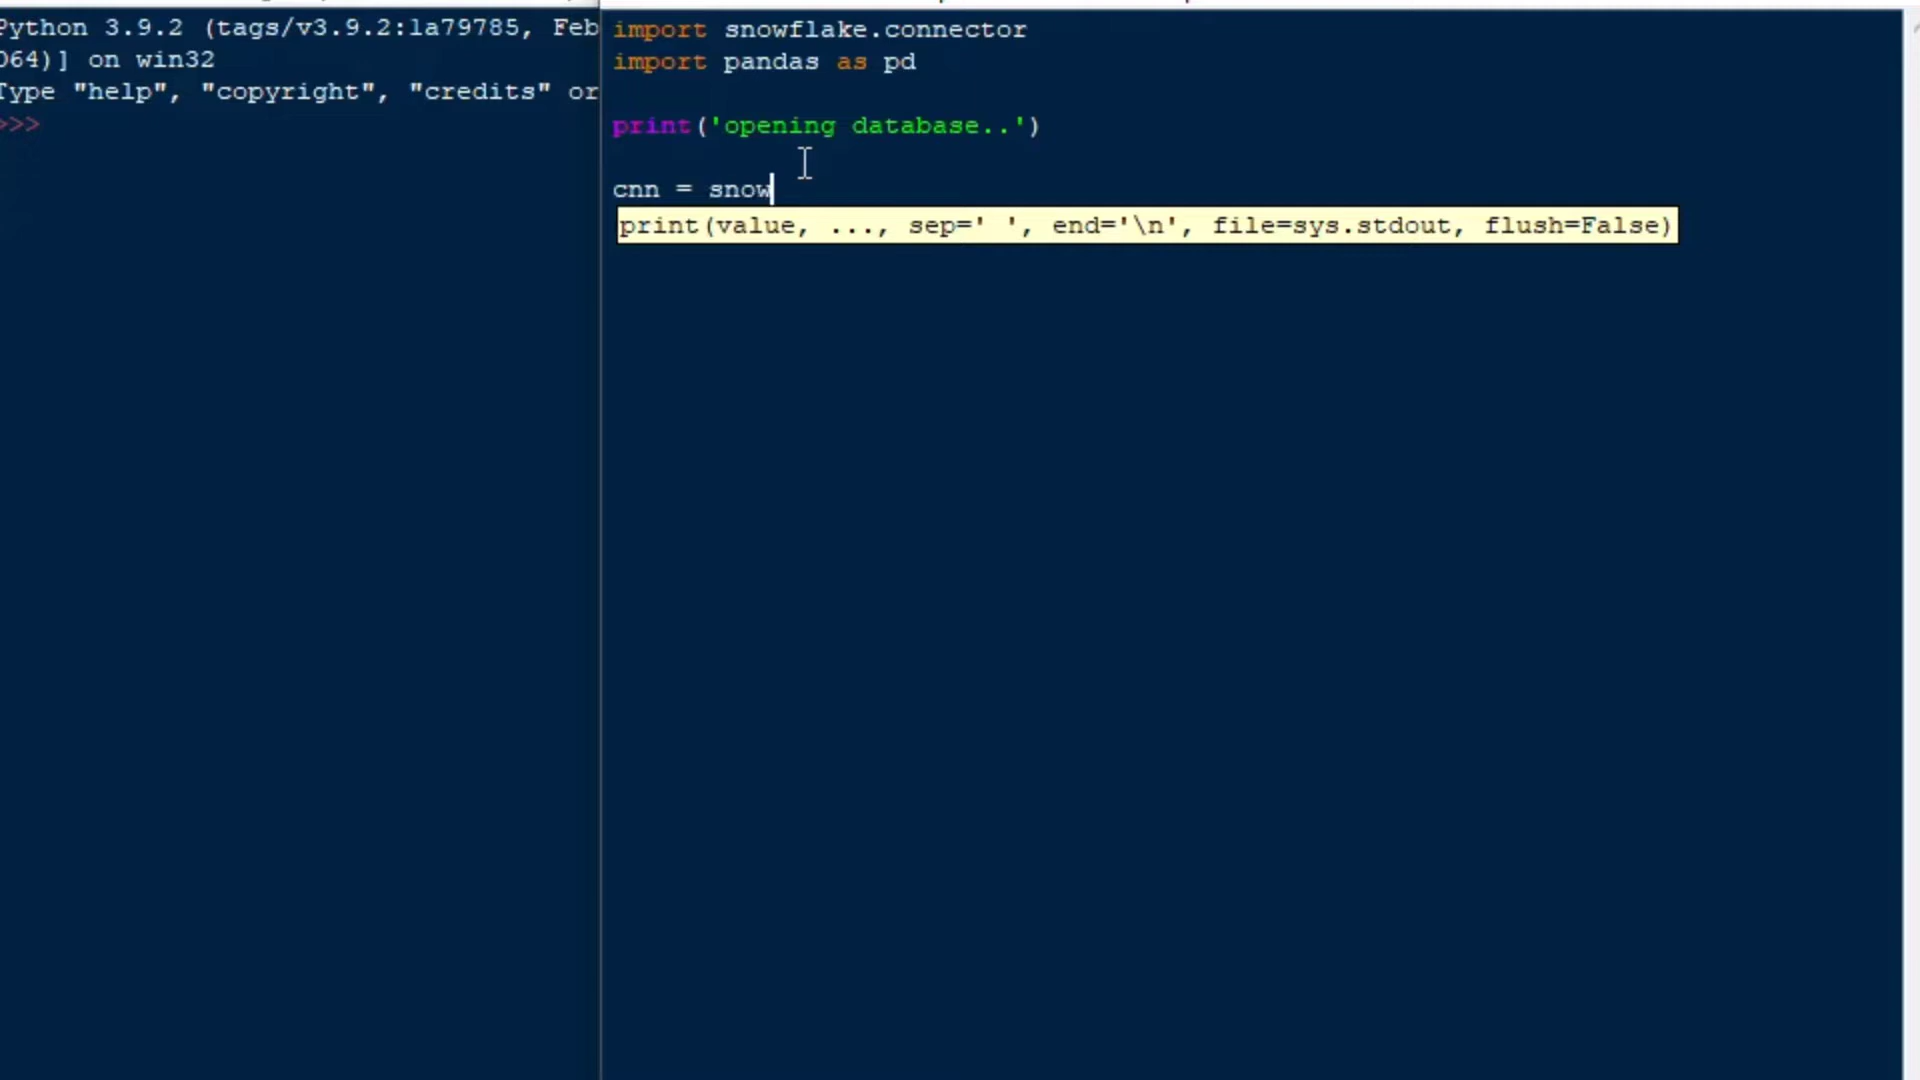 Python 3.9.2 (tags/v3.9.2:1a79785, Feb
064)] on win32
Type "help", "copyright", "credits" or
>>>
import snowflake.connector
import pandas as pd
print('opening database..')
cnn = snow
print(value, ..., sep=' ', end='\n', file=sys.stdout, flush=False)